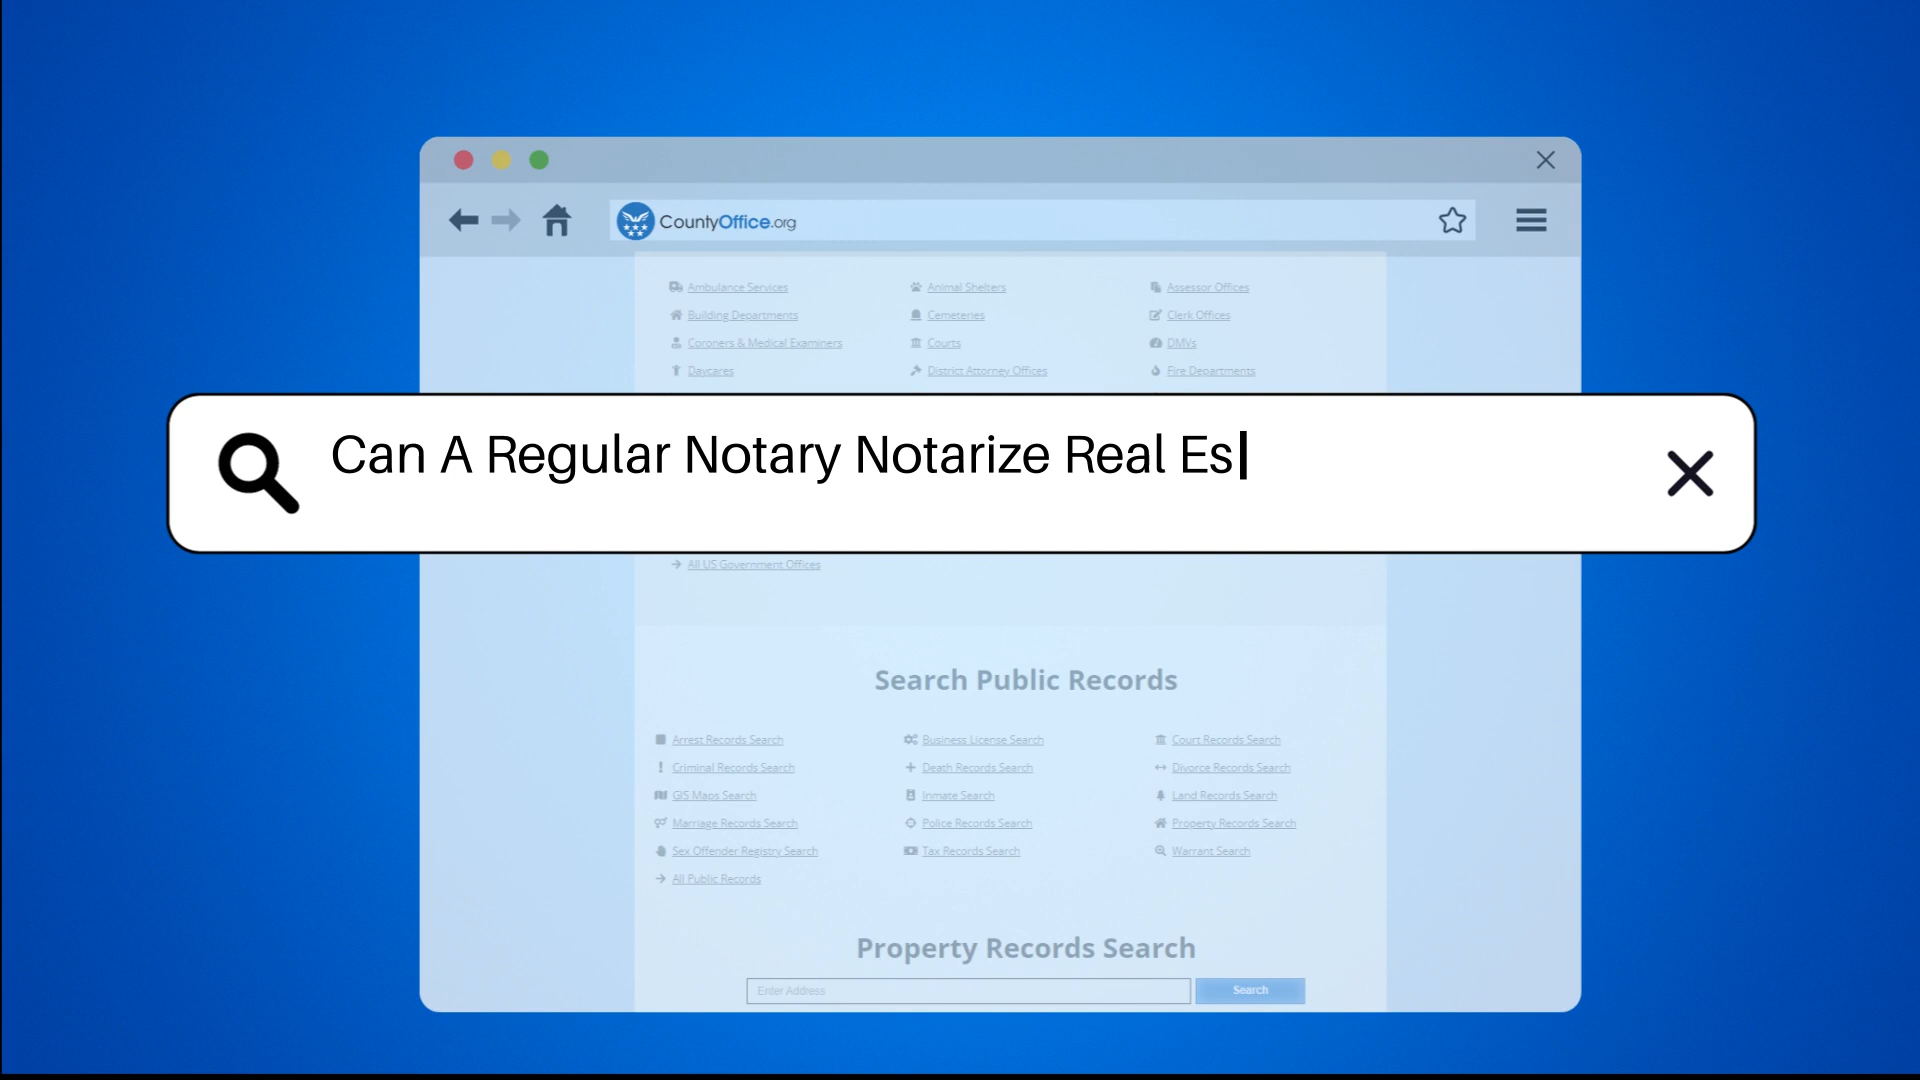 CountyOffice.org
Ambulance Services Animal Shelters Assessor Offices
Building Departments Cemeteries Clerk Offices
Coroners & Medical Examiners Courts DMVs
Daycares District Attorney Offices Fire Departments
Can A Regular Notary Notarize Real Es
All US Government Offices
Search Public Records
Arrest Records Search Business License Search Court Records Search
Criminal Records Search Death Records Search Divorce Records Search
GIS Maps Search Inmate Search Land Records Search
Marriage Records Search Police Records Search Property Records Search
Sex Offender Registry Search Tax Records Search Warrant Search
All Public Records
Property Records Search
Enter Address Search